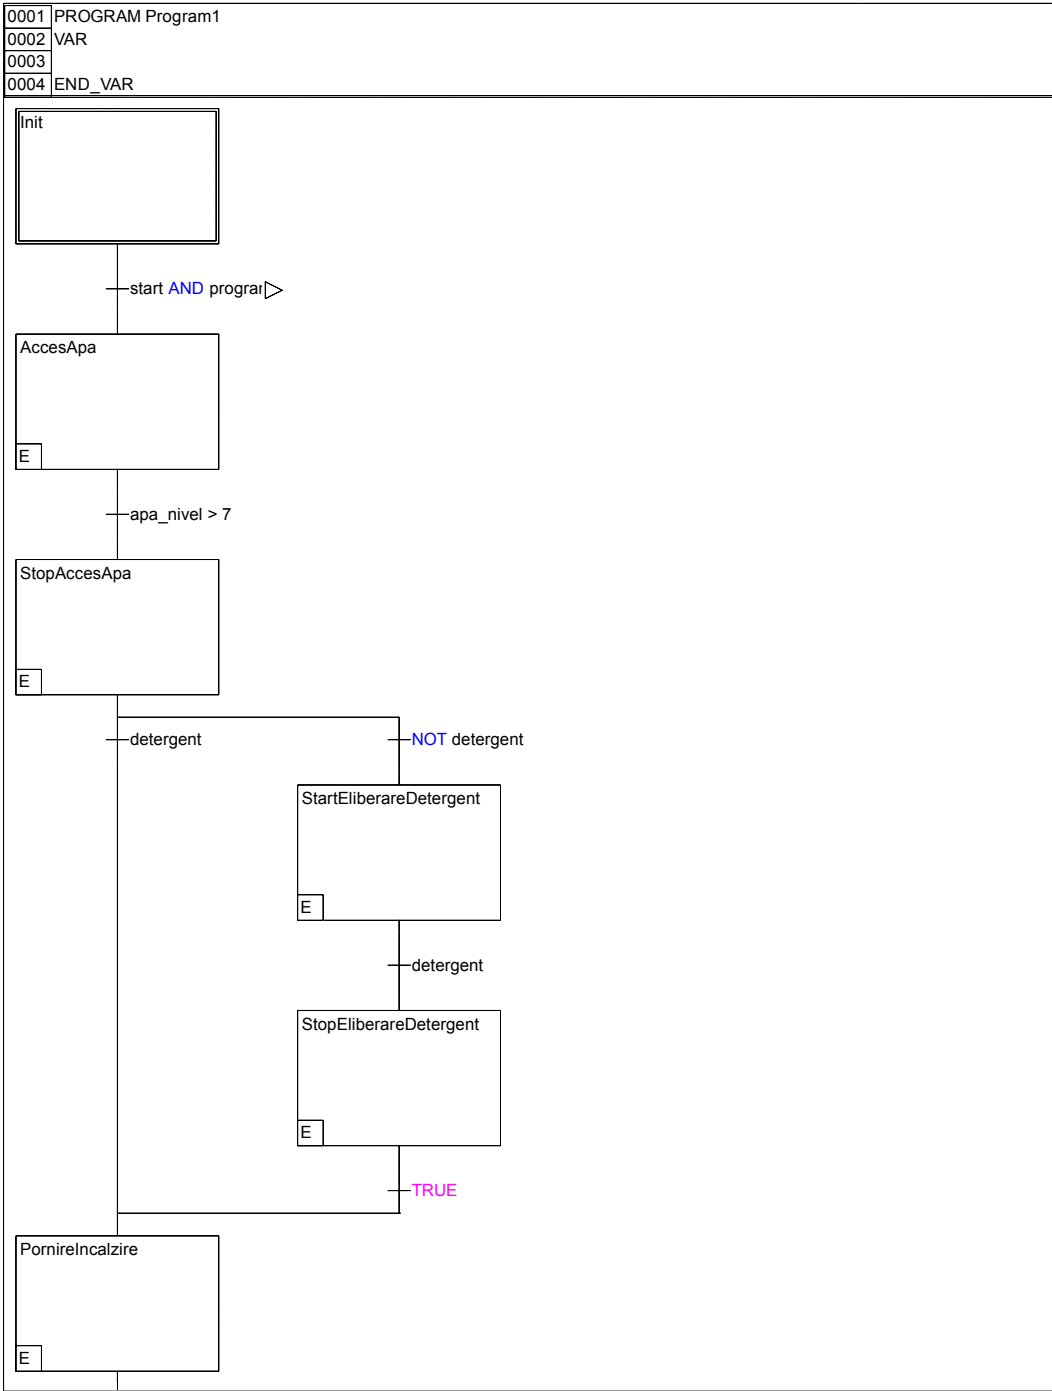 0001 PROGRAM Program1
0002 VAR
0003
0004 END_VAR
Init
start AND progra
AccesApa
E
apa_nivel > 7
StopAccesApa
E
detergent NOT detergent
StartEliberareDetergent
E
detergent
StopEliberareDetergent
E
TRUE
PornireIncalzire
E